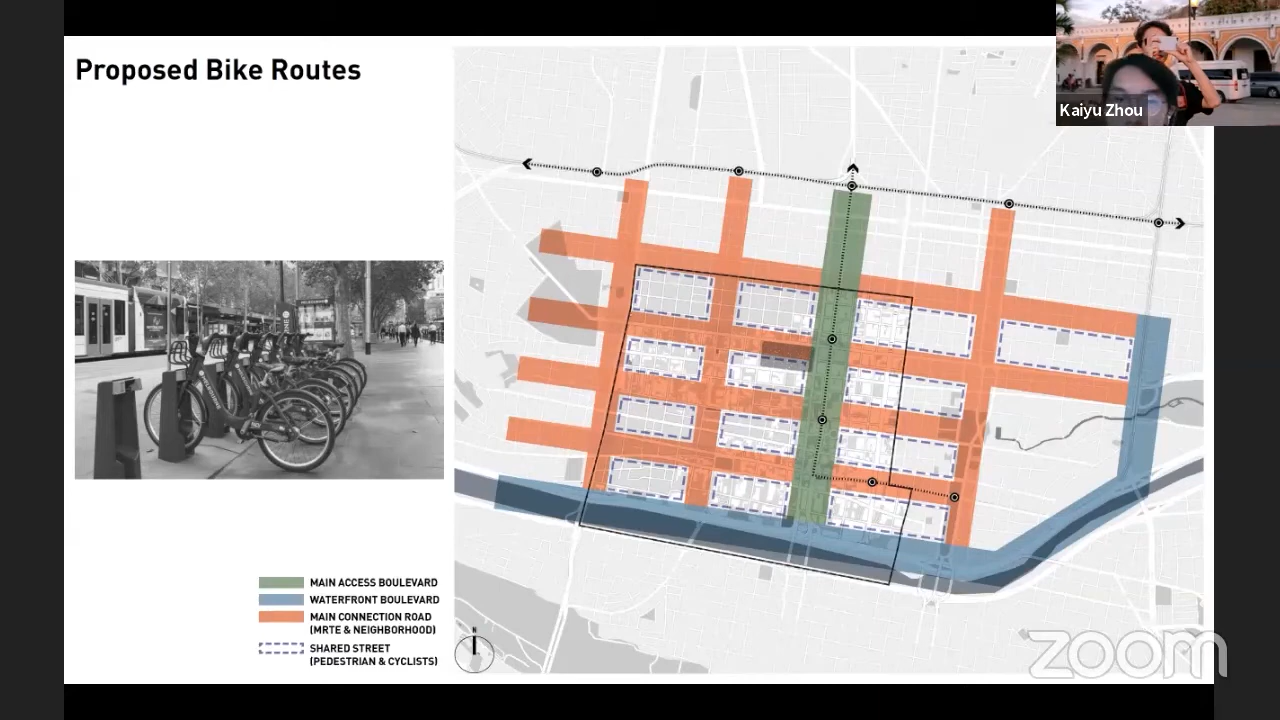 Proposed Bike Routes
Kaiyu Zhou
MAIN ACCESS BOULEVARD
WATERFRONT BOULEVARD
MAIN CONNECTION ROAD
(MRTE & NEIGHBORHOOD)
SHARED STREET
(PEDESTRIAN & CYCLISTS)
N
zoom